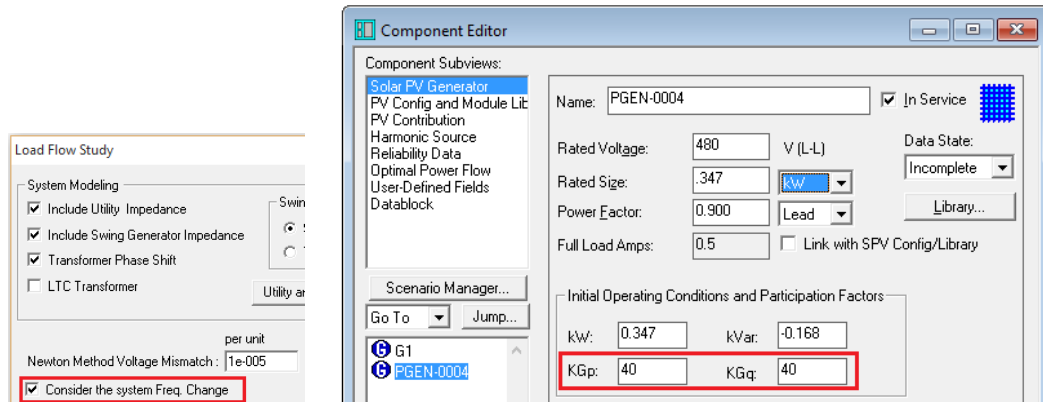 Load Flow Study
System Modeling
Include Utility Impedance
Include Swing Generator Impedance
Transformer Phase Shift
LTC Transformer
Swin
Utility ar
per unit
Newton Method Voltage Mismatch : 1e-005
Consider the system Freq. Change
Component Editor
Component Subviews:
Solar PV Generator
PV Config and Module Lit
PV Contribution
Harmonic Source
Reliability Data
Optimal Power Flow
User-Defined Fields
Datablock
Scenario Manager...
Go To Jump...
G1
PGEN-0004
Name: PGEN-0004 In Service
Rated Voltage: 480 V (L-L)
Rated Size: .347 kW
Power Factor: 0.900 Lead
Full Load Amps: 0.5 Link with SPV Config/Library
Data State:
Incomplete
Library...
Initial Operating Conditions and Participation Factors
kW: 0.347 kVar: -0.168
KGp: 40 KGq: 40